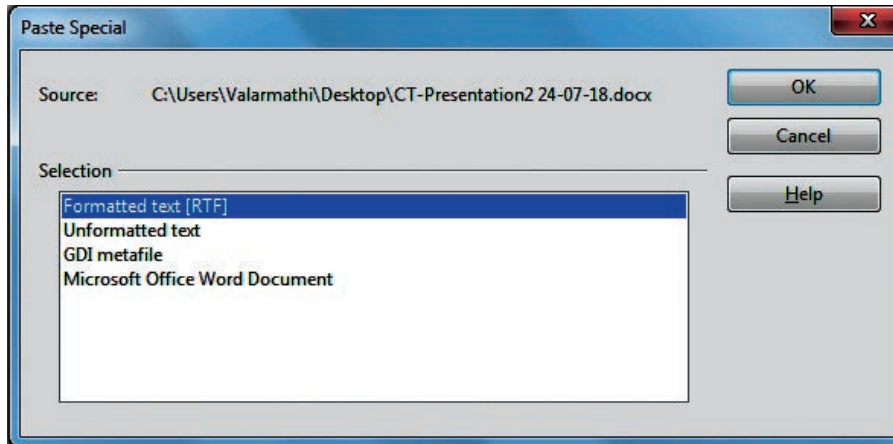 Paste Special
X
Source: C:\Users\Valarmathi\Desktop\CT-Presentation2 24-07-18.docx
OK
Cancel
Selection
Help
Formatted text [RTF]
Unformatted text
GDI metafile
Microsoft Office Word Document